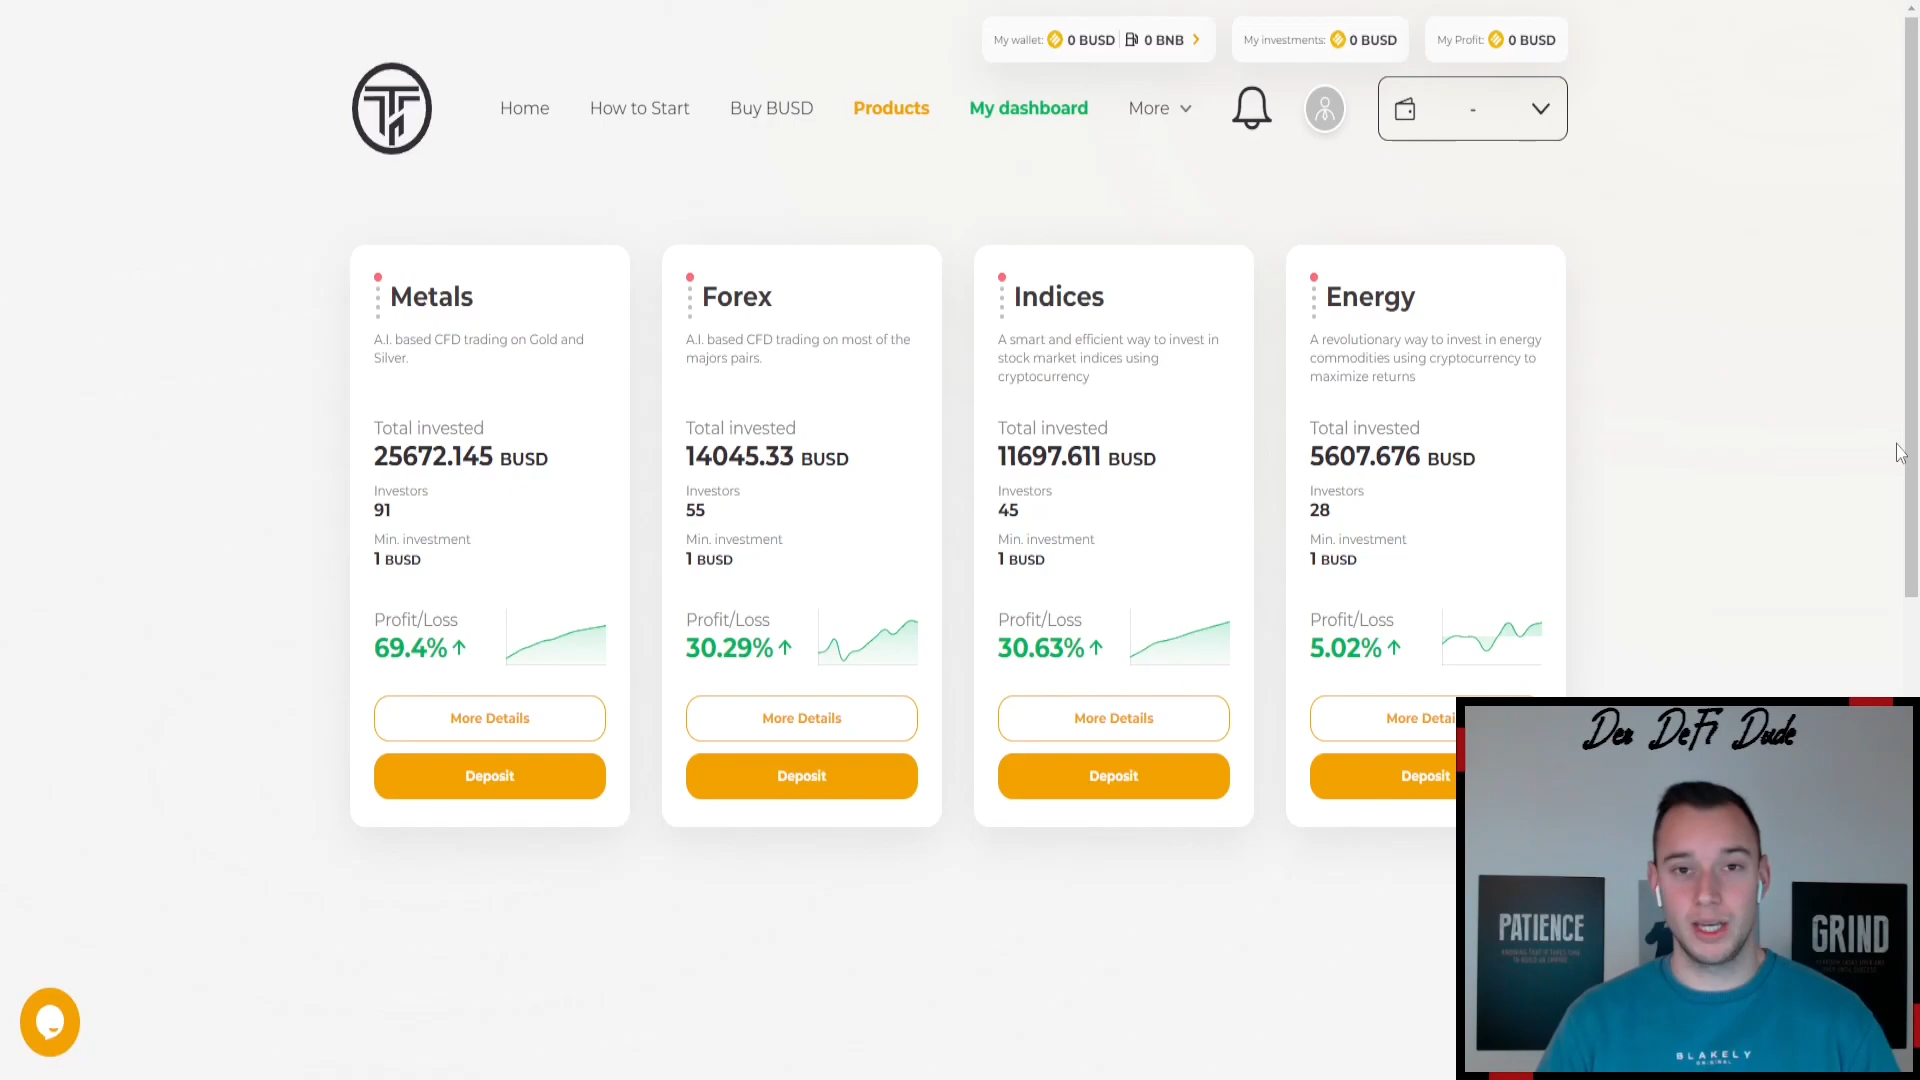 My wallet: 0 BUSD 0 BNB
My investments: 0 BUSD
My Profit: 0 BUSD
Home
How to Start
Buy BUSD
Products
My dashboard
More
-
Metals
A.I. based CFD trading on Gold and
Silver.
Total invested
25672.145 BUSD
Investors
91
Min. investment
1 BUSD
Profit/Loss
69.4%
More Details
Deposit
Forex
A.I. based CFD trading on most of the
majors pairs.
Total invested
14045.33 BUSD
Investors
55
Min. investment
1 BUSD
Profit/Loss
30.29%
More Details
Deposit
Indices
A smart and efficient way to invest in
stock market indices using
cryptocurrency
Total invested
11697.611 BUSD
Investors
45
Min. investment
1 BUSD
Profit/Loss
30.63%
More Details
Deposit
Energy
A revolutionary way to invest in energy
commodities using cryptocurrency to
maximize returns
Total invested
5607.676 BUSD
Investors
28
Min. investment
1 BUSD
Profit/Loss
5.02%
More Detai
Deposit
Dex DeFi Dude
PATIENCE
GRIND
BLAKELY